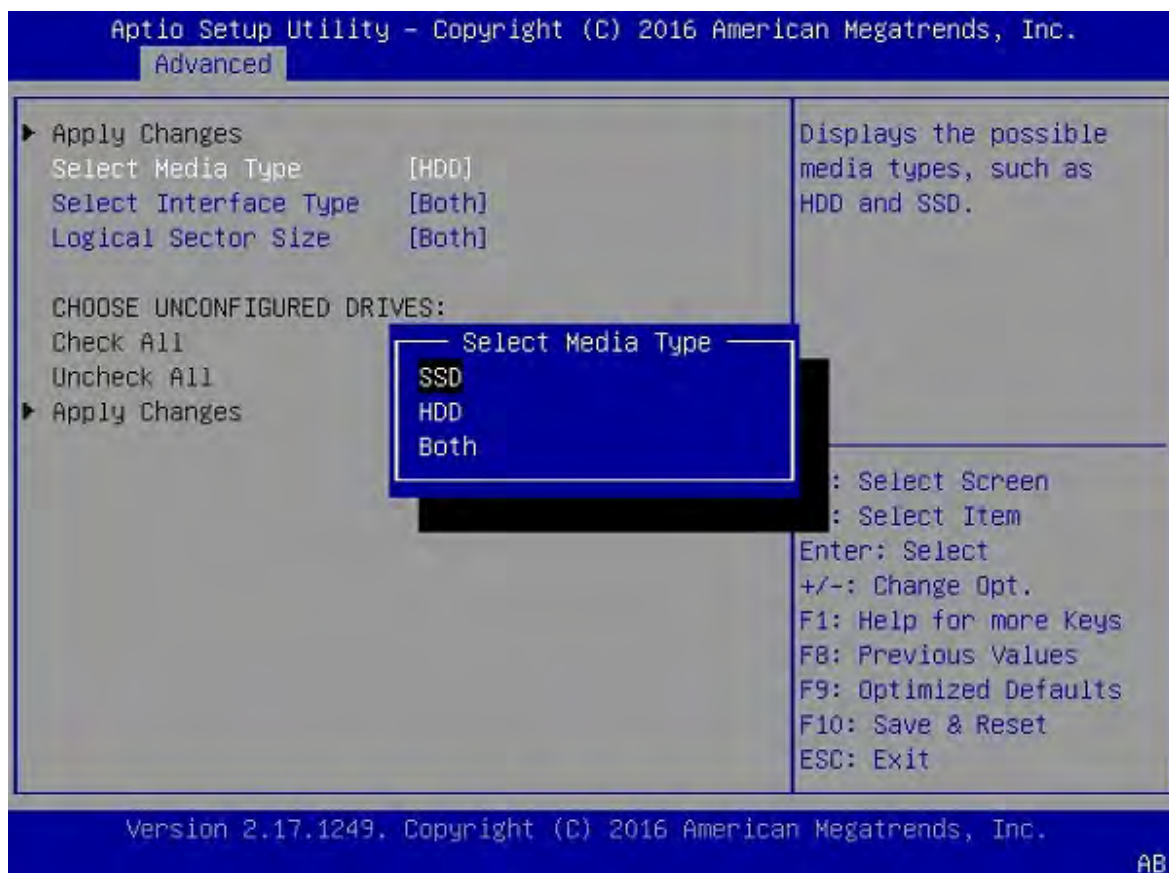 Aptio Setup Utility – Copyright (C) 2016 American Megatrends, Inc.
Advanced
Apply Changes
Select Media Type [HDD]
Select Interface Type [Both]
Logical Sector Size [Both]
CHOOSE UNCONFIGURED DRIVES:
Check All
Uncheck All
Apply Changes
Select Media Type
SSD
HDD
Both
Displays the possible
media types, such as
HDD and SSD.
: Select Screen
: Select Item
Enter: Select
+/-: Change Opt.
F1: Help for more Keys
F8: Previous Values
F9: Optimized Defaults
F10: Save & Reset
ESC: Exit
Version 2.17.1249. Copyright (C) 2016 American Megatrends, Inc.
AB